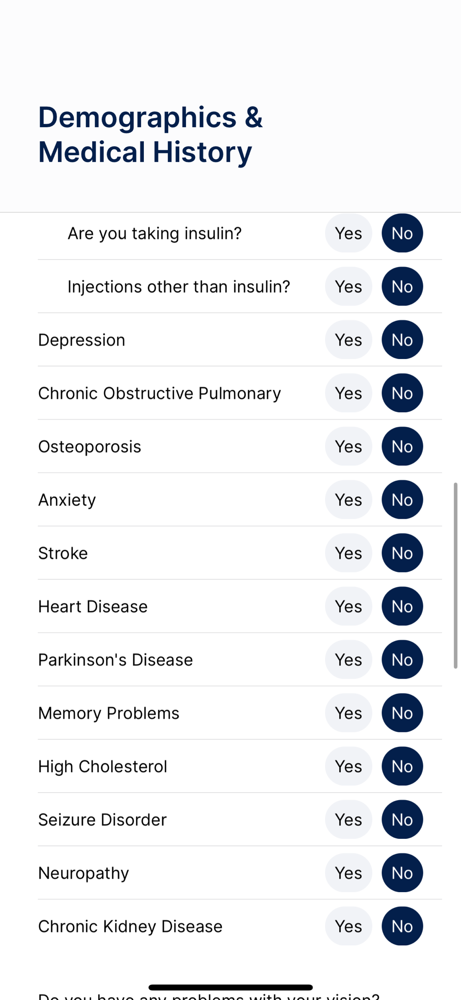 Demographics &
Medical History
Are you taking insulin? Yes No
Injections other than insulin? Yes No
Depression Yes No
Chronic Obstructive Pulmonary Yes No
Osteoporosis Yes No
Anxiety Yes No
Stroke Yes No
Heart Disease Yes No
Parkinson's Disease Yes No
Memory Problems Yes No
High Cholesterol Yes No
Seizure Disorder Yes No
Neuropathy Yes No
Chronic Kidney Disease Yes No
Do you have any problems with your vision?